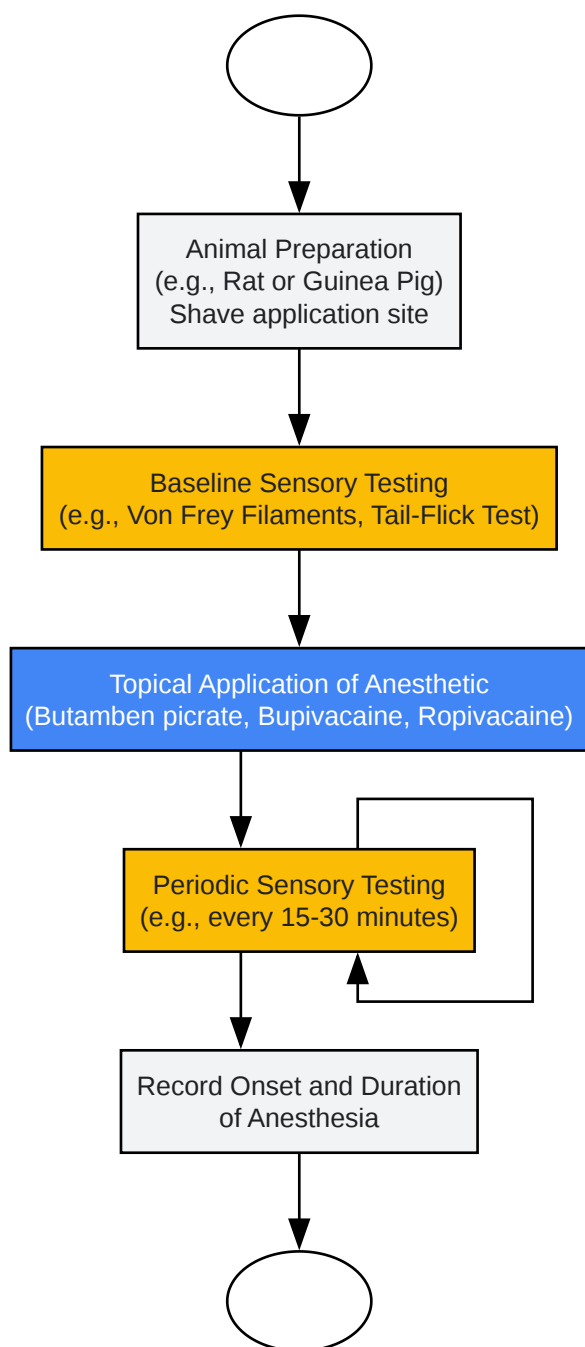 Animal Preparation
(e.g., Rat or Guinea Pig)
Shave application site
Baseline Sensory Testing
(e.g., Von Frey Filaments, Tail-Flick Test)
Topical Application of Anesthetic
(Butamben picrate, Bupivacaine, Ropivacaine)
Periodic Sensory Testing
(e.g., every 15-30 minutes)
Record Onset and Duration
of Anesthesia